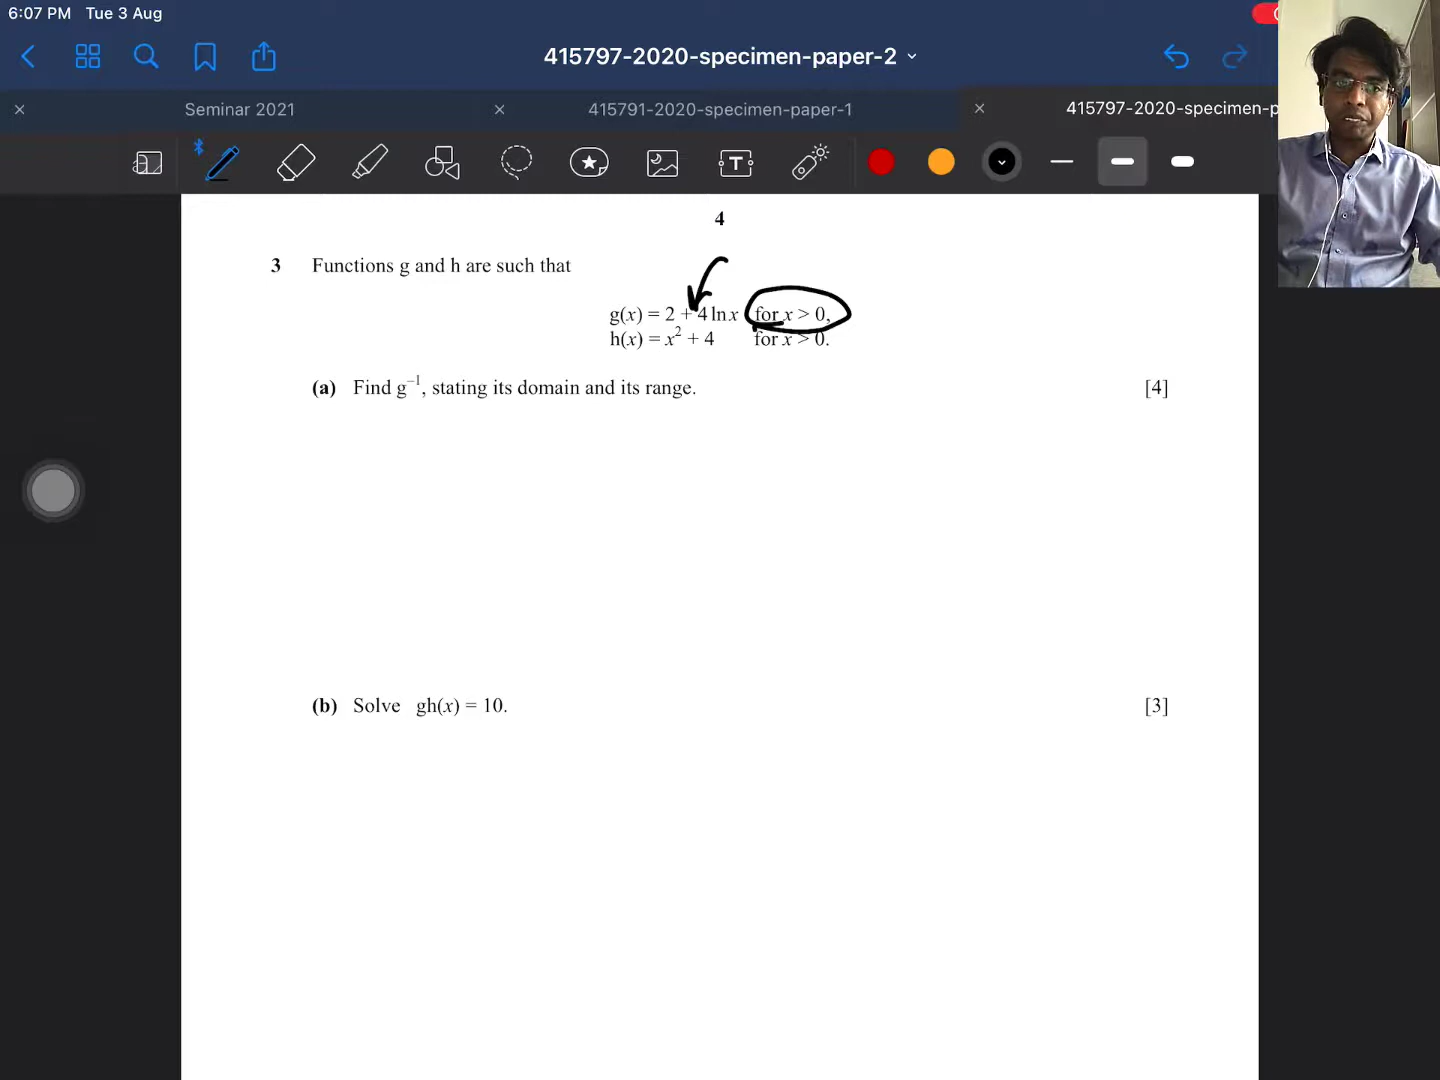 6:07 PM Tue 3 Aug
415797-2020-specimen-paper-2
Seminar 2021
415791-2020-specimen-paper-1
415797-2020-specimen-p
4
3 Functions g and h are such that
g(x) = 2 + 4 ln x for x > 0,
h(x) = x² + 4 for x > 0.
(a) Find g⁻¹, stating its domain and its range. [4]
(b) Solve gh(x) = 10. [3]